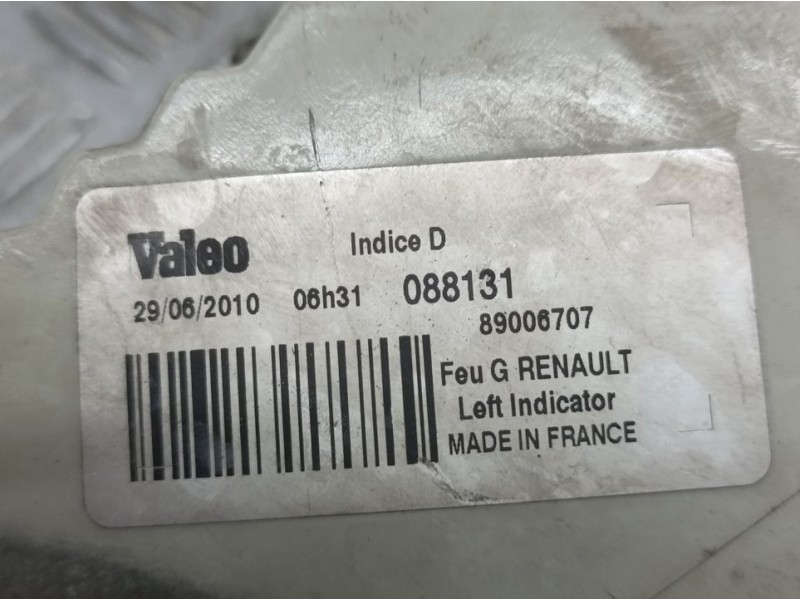 Valeo Indice D
29/06/2010 06h31 088131
89006707
Feu G RENAULT
Left Indicator
MADE IN FRANCE